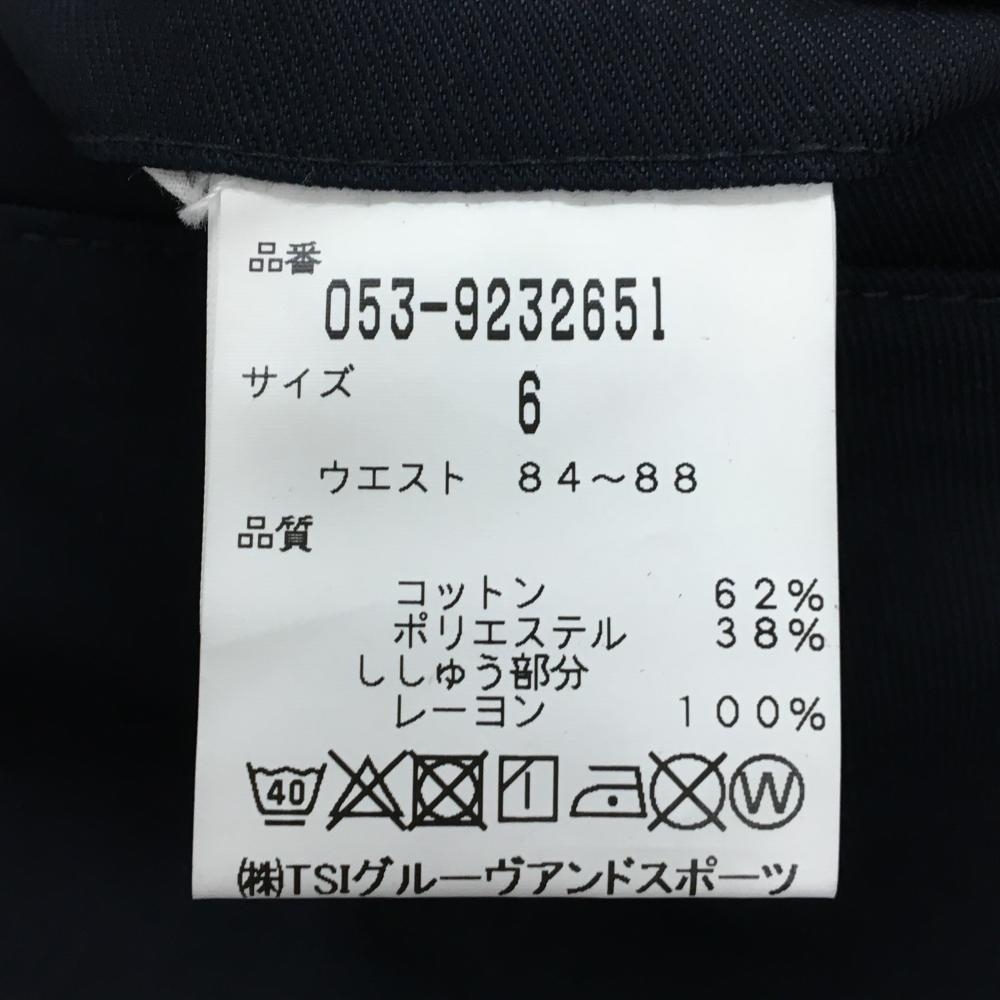 品番
053-9232651
サイズ 6
ウエスト 84～88
品質
コットン 62%
ポリエステル 38%
ししゅう部分
レーヨン 100%
40 W
㈱TSIグルーヴアンドスポーツ